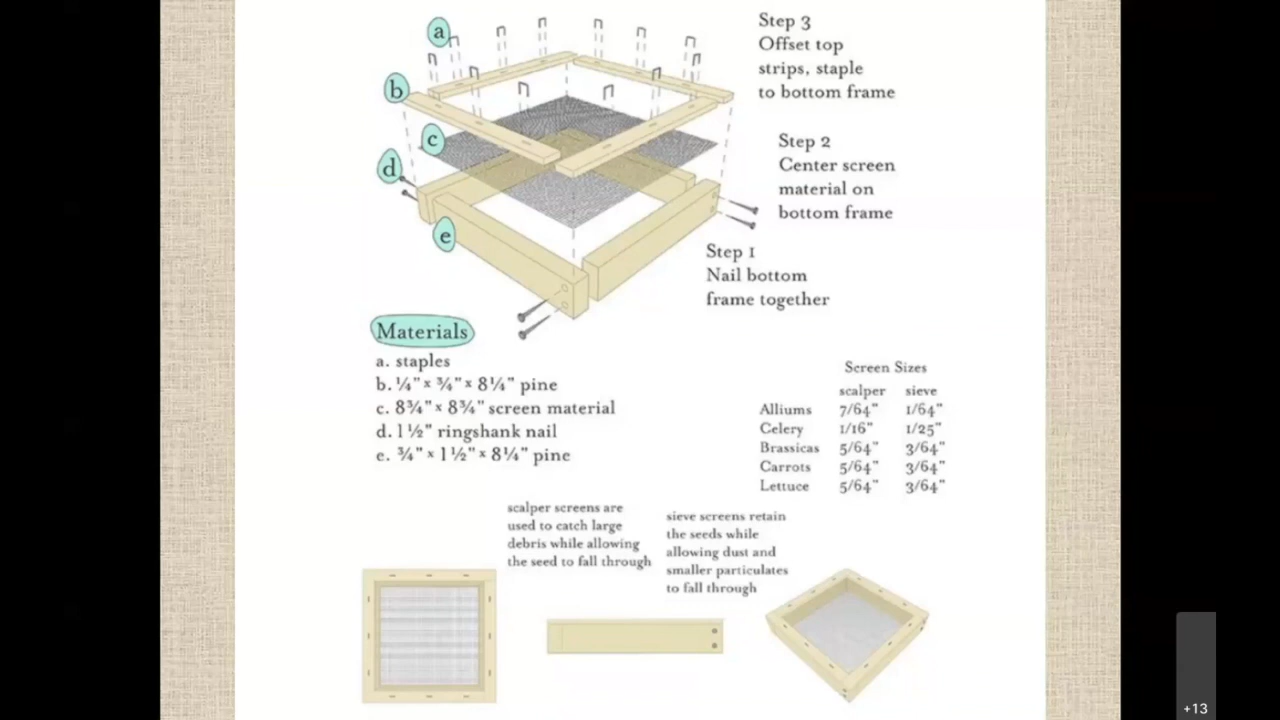 a
b
c
d
e
Step 3
Offset top
strips, staple
to bottom frame
Step 2
Center screen
material on
bottom frame
Step 1
Nail bottom
frame together
Materials
a. staples
b. ¼" x ¾" x 8¼" pine
c. 8¾" x 8¾" screen material
d. 1½" ringshank nail
e. ¾" x 1½" x 8¼" pine
Screen Sizes
scalper sieve
Alliums 7/64" 1/64"
Celery 1/16" 1/25"
Brassicas 5/64" 3/64"
Carrots 5/64" 3/64"
Lettuce 5/64" 3/64"
scalper screens are
used to catch large
debris while allowing
the seed to fall through
sieve screens retain
the seeds while
allowing dust and
smaller particulates
to fall through
+13